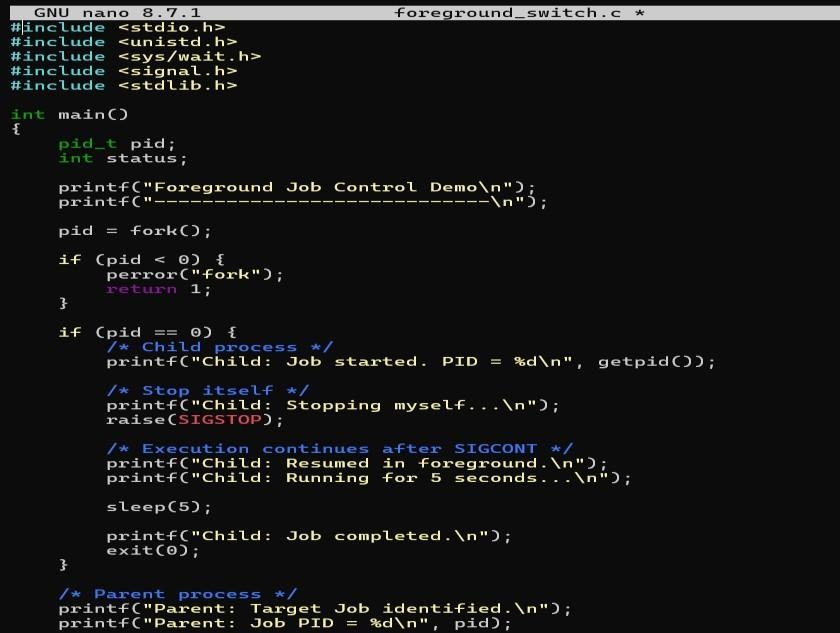 GNU nano 8.7.1 foreground_switch.c *
#include <stdio.h>
#include <unistd.h>
#include <sys/wait.h>
#include <signal.h>
#include <stdlib.h>
int main()
{
    pid_t pid;
    int status;
    printf("Foreground Job Control Demo\n");
    printf("----------------------------\n");
    pid = fork();
    if (pid < 0) {
        perror("fork");
        return 1;
    }
    if (pid == 0) {
        /* Child process */
        printf("Child: Job started. PID = %d\n", getpid());
        /* Stop itself */
        printf("Child: Stopping myself...\n");
        raise(SIGSTOP);
        /* Execution continues after SIGCONT */
        printf("Child: Resumed in foreground.\n");
        printf("Child: Running for 5 seconds...\n");
        sleep(5);
        printf("Child: Job completed.\n");
        exit(0);
    }
    /* Parent process */
    printf("Parent: Target Job identified.\n");
    printf("Parent: Job PID = %d\n", pid);